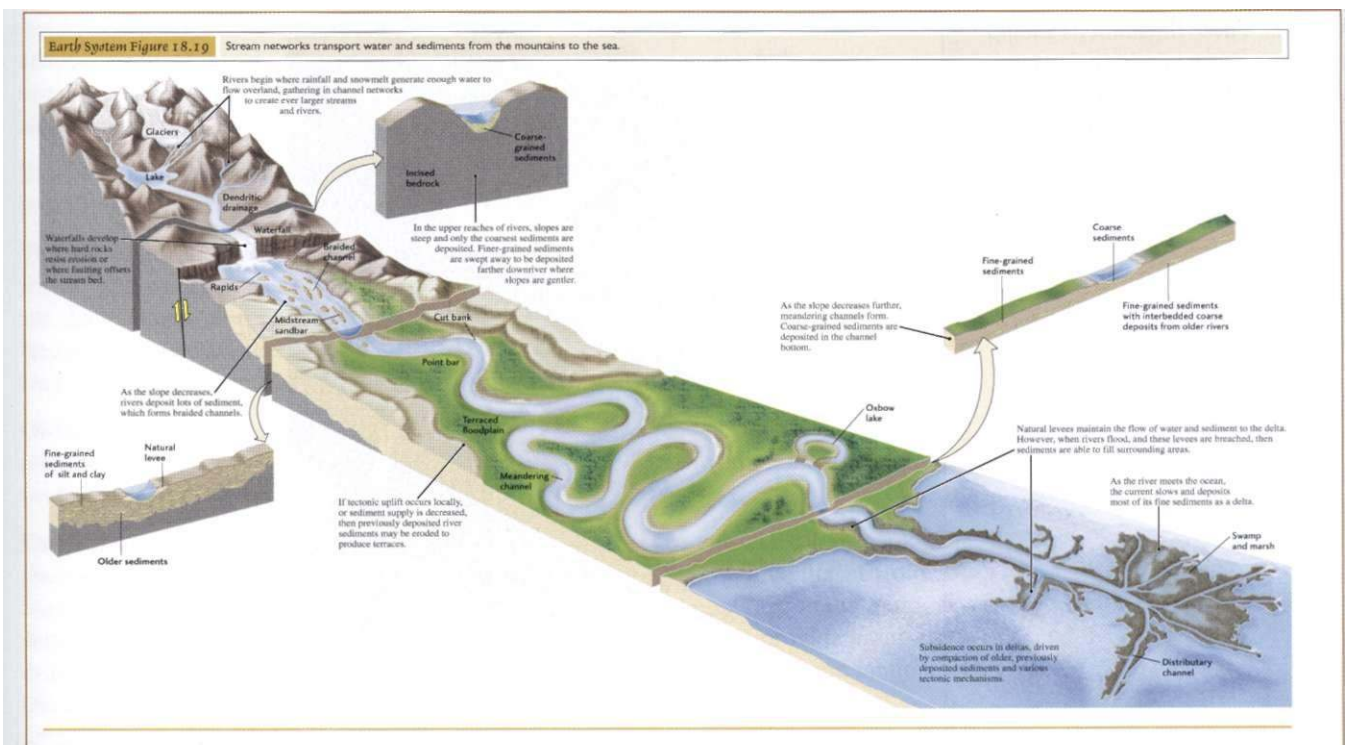 Earth System Figure 18.19
Stream networks transport water and sediments from the mountains to the sea.
Rivers begin where rainfall and snowmelt generate enough water to
flow overland, gathering in channel networks
to create ever larger streams
and rivers.
Glaciers
Lake
Dendritic
drainage
Waterfall
Waterfalls develop
where hard rocks
resist erosion or
where faulting offsets
the stream bed.
Braided
channel
Rapids
Midstream
sandbar
Coarse-
grained
sediments
Incised
bedrock
In the upper reaches of rivers, slopes are
steep and only the coarsest sediments are
deposited. Finer-grained sediments
are swept away to be deposited
farther downriver where
slopes are gentler.
Cut bank
Point bar
As the slope decreases,
rivers deposit lots of sediment,
which forms braided channels.
Fine-grained
sediments
of silt and clay
Natural
levee
Older sediments
Terraced
floodplain
Meandering
channel
If tectonic uplift occurs locally,
or sediment supply is decreased,
then previously deposited river
sediments may be eroded to
produce terraces.
Oxbow
lake
Coarse
sediments
Fine-grained
sediments
As the slope decreases further,
meandering channels form.
Coarse-grained sediments are
deposited in the channel
bottom.
Fine-grained sediments
with interbedded coarse
deposits from older rivers
Natural levees maintain the flow of water and sediment to the delta.
However, when rivers flood, and these levees are breached, then
sediments are able to fill surrounding areas.
As the river meets the ocean,
the current slows and deposits
most of its fine sediments as a delta.
Swamp
and marsh
Subsidence occurs in deltas, driven
by compaction of older, previously
deposited sediments and various
tectonic mechanisms
Distributary
channel